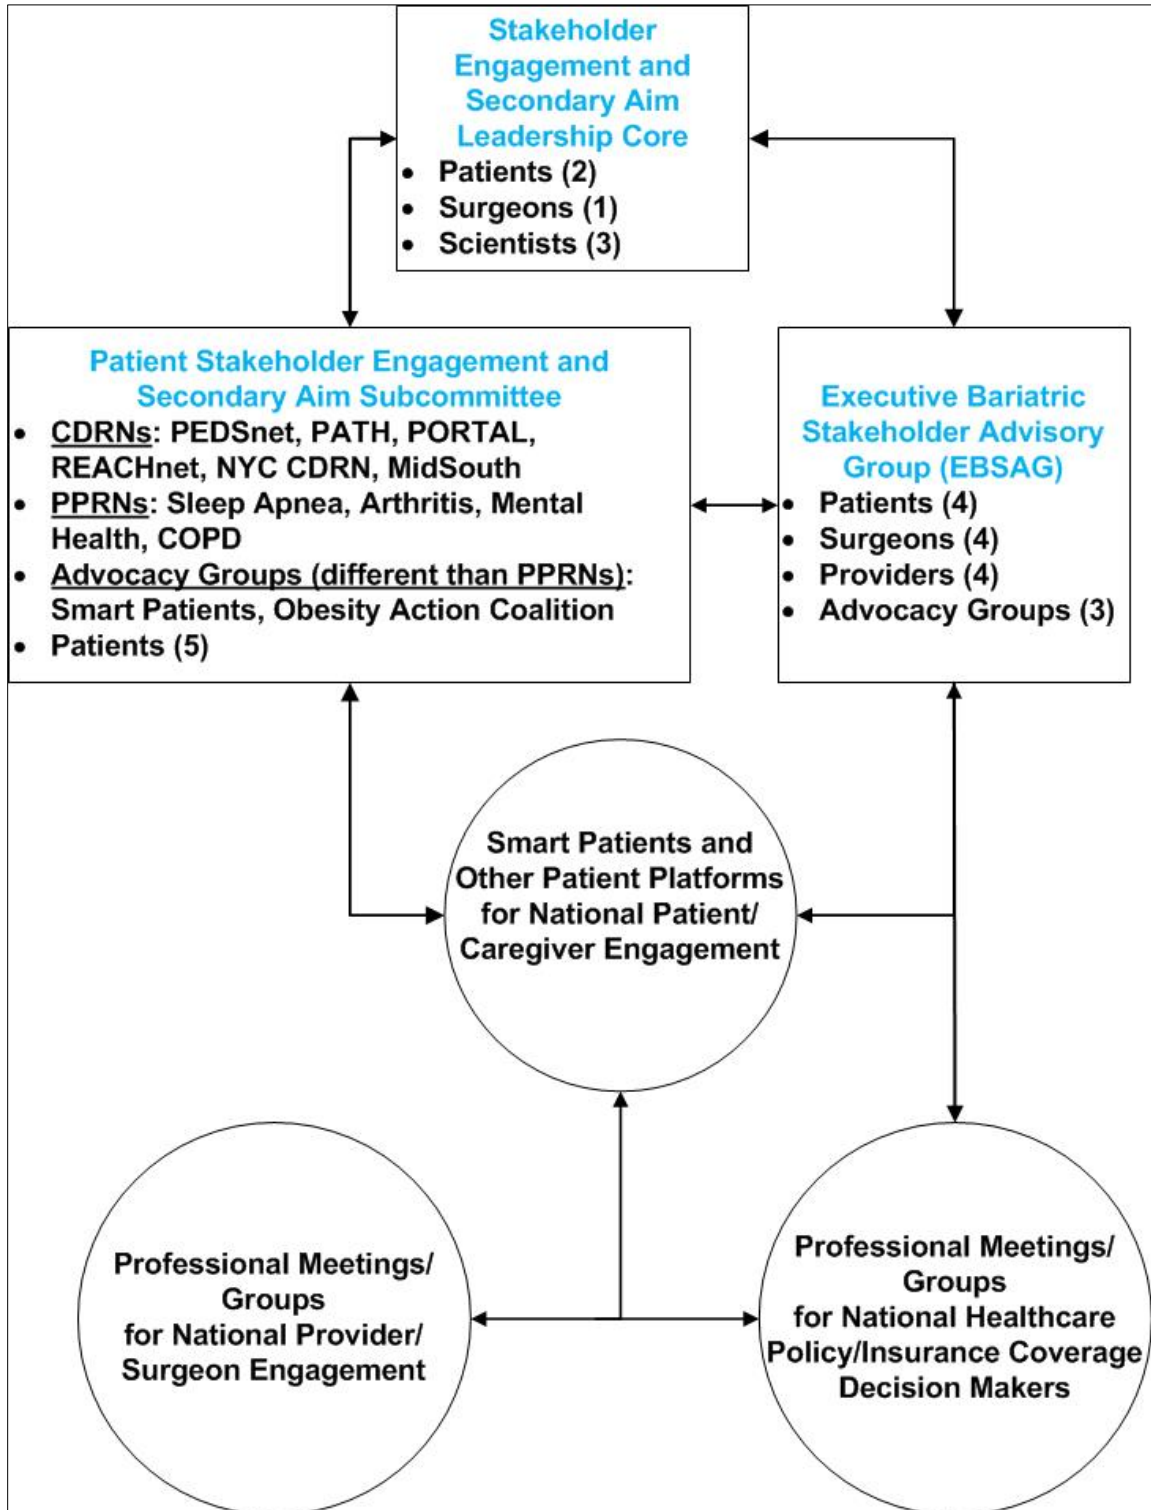 Stakeholder
Engagement and
Secondary Aim
Leadership Core
• Patients (2)
• Surgeons (1)
• Scientists (3)
Patient Stakeholder Engagement and
Secondary Aim Subcommittee
• CDRNs: PEDSnet, PATH, PORTAL,
REACHnet, NYC CDRN, MidSouth
• PPRNs: Sleep Apnea, Arthritis, Mental
Health, COPD
• Advocacy Groups (different than PPRNs):
Smart Patients, Obesity Action Coalition
• Patients (5)
Executive Bariatric
Stakeholder Advisory
Group (EBSAG)
• Patients (4)
• Surgeons (4)
• Providers (4)
• Advocacy Groups (3)
Smart Patients and
Other Patient Platforms
for National Patient/
Caregiver Engagement
Professional Meetings/
Groups
for National Provider/
Surgeon Engagement
Professional Meetings/
Groups
for National Healthcare
Policy/Insurance Coverage
Decision Makers